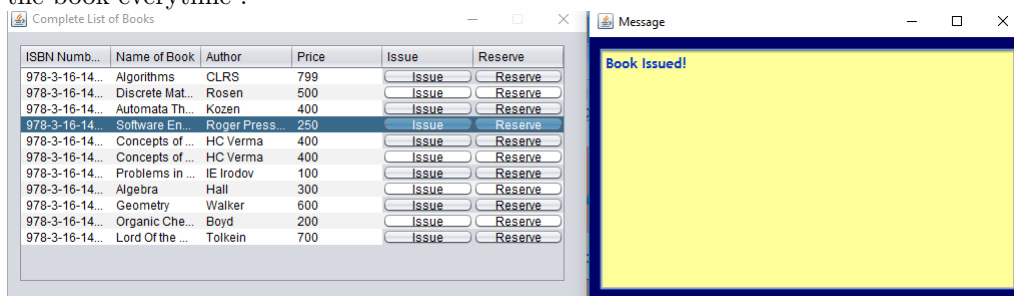 the book everytime .
Complete List of Books
ISBN Numb... Name of Book Author Price Issue Reserve
978-3-16-14... Algorithms CLRS 799 Issue Reserve
978-3-16-14... Discrete Mat... Rosen 500 Issue Reserve
978-3-16-14... Automata Th... Kozen 400 Issue Reserve
978-3-16-14... Software En... Roger Press... 250 Issue Reserve
978-3-16-14... Concepts of ... HC Verma 400 Issue Reserve
978-3-16-14... Concepts of ... HC Verma 400 Issue Reserve
978-3-16-14... Problems in ... IE Irodov 100 Issue Reserve
978-3-16-14... Algebra Hall 300 Issue Reserve
978-3-16-14... Geometry Walker 600 Issue Reserve
978-3-16-14... Organic Che... Boyd 200 Issue Reserve
978-3-16-14... Lord Of the ... Tolkein 700 Issue Reserve
Message
Book Issued!